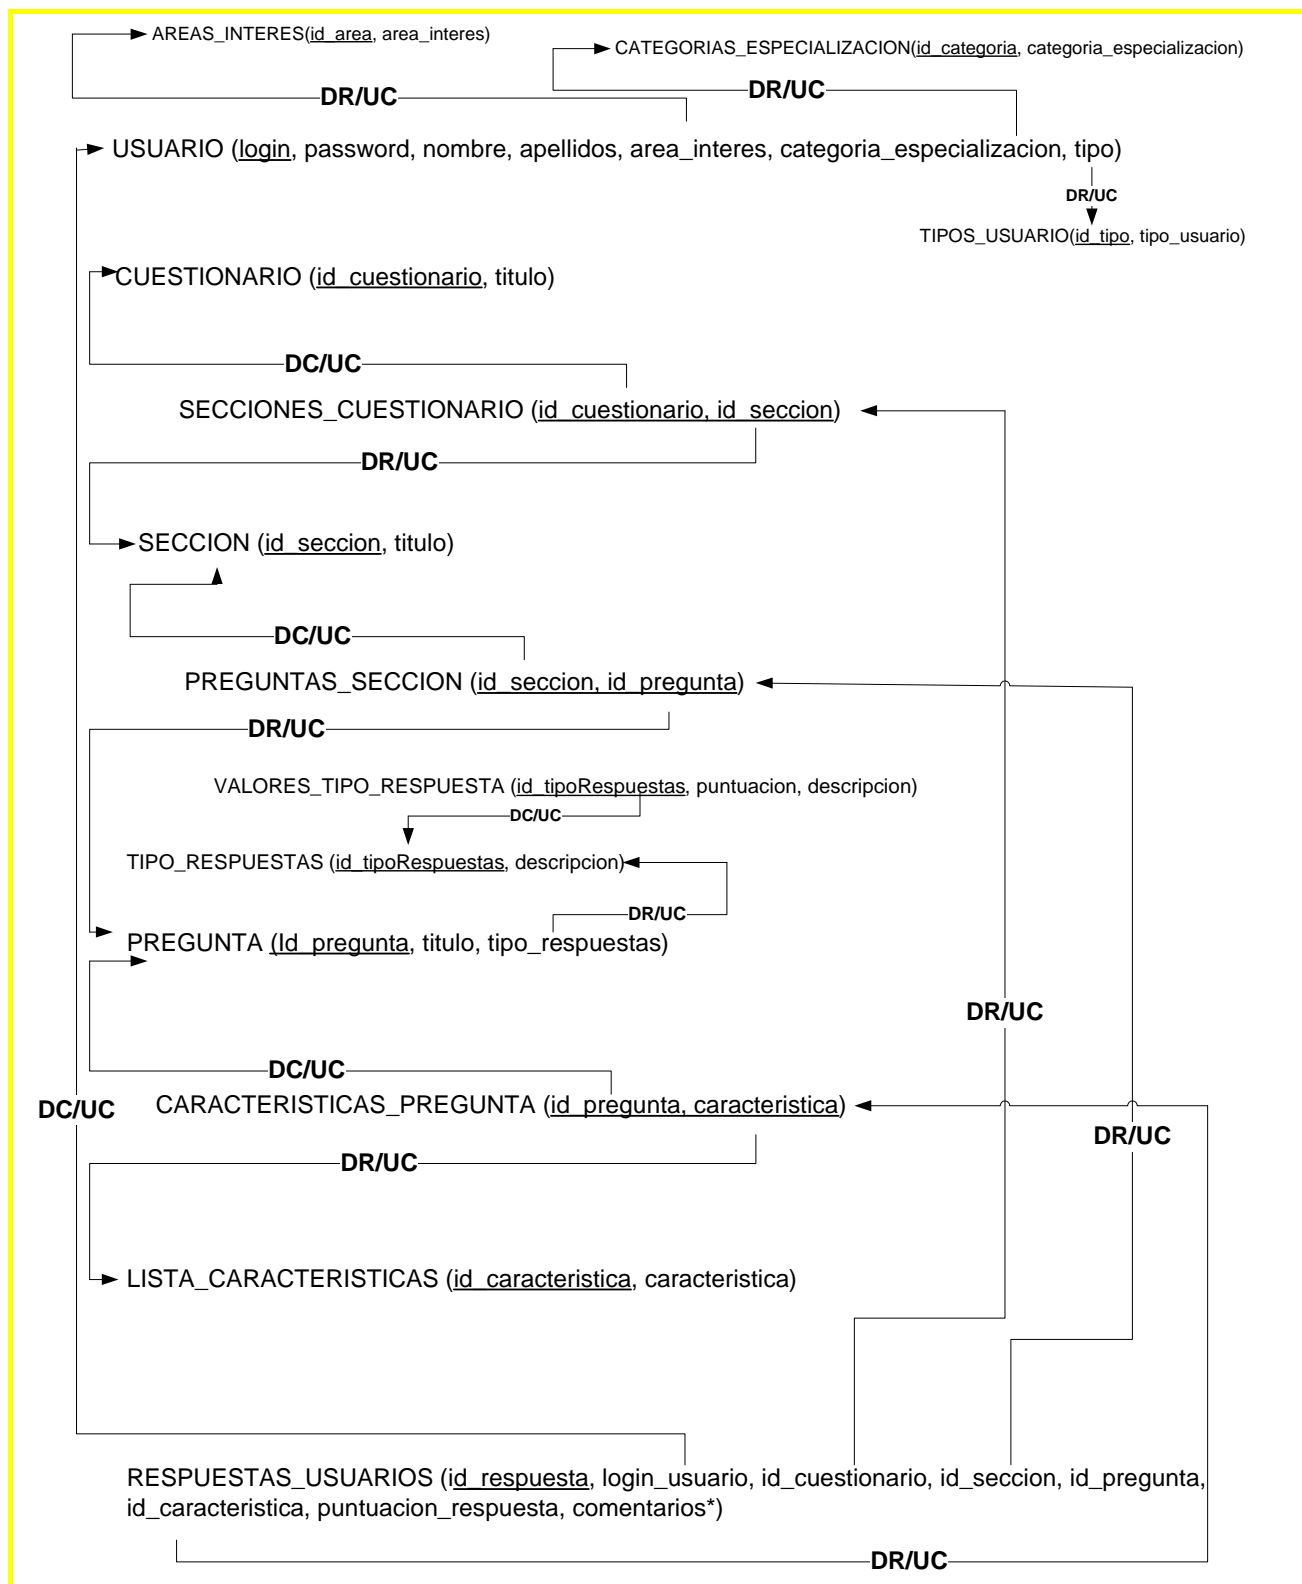 AREAS_INTERES(id_area, area_interes)
CATEGORIAS_ESPECIALIZACION(id_categoria, categoria_especializacion)
DR/UC
DR/UC
USUARIO (login, password, nombre, apellidos, area_interes, categoria_especializacion, tipo)
DR/UC
TIPOS_USUARIO(id_tipo, tipo_usuario)
CUESTIONARIO (id_cuestionario, titulo)
DC/UC
SECCIONES_CUESTIONARIO (id_cuestionario, id_seccion)
DR/UC
SECCION (id_seccion, titulo)
DC/UC
PREGUNTAS_SECCION (id_seccion, id_pregunta)
DR/UC
VALORES_TIPO_RESPUESTA (id_tipoRespuestas, puntuacion, descripcion)
DC/UC
TIPO_RESPUESTAS (id_tipoRespuestas, descripcion)
DR/UC
PREGUNTA (Id_pregunta, titulo, tipo_respuestas)
DR/UC
DC/UC
DC/UC
CARACTERISTICAS_PREGUNTA (id_pregunta, caracteristica)
DR/UC
DR/UC
LISTA_CARACTERISTICAS (id_caracteristica, caracteristica)
RESPUESTAS_USUARIOS (id_respuesta, login_usuario, id_cuestionario, id_seccion, id_pregunta,
id_caracteristica, puntuacion_respuesta, comentarios*)
DR/UC